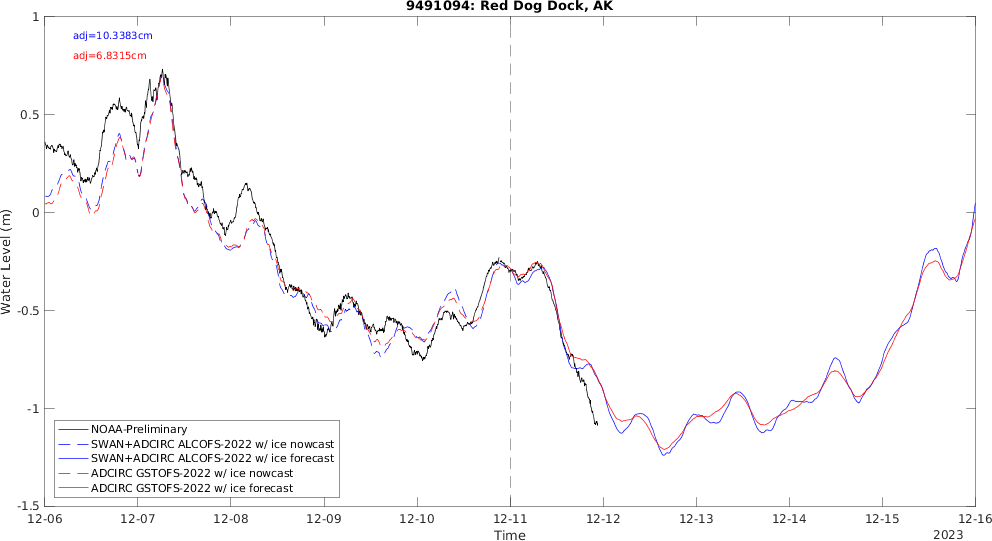 9491094: Red Dog Dock, AK
adj=10.3383cm
adj=6.8315cm
Water Level (m)
1
0.5
0
-0.5
-1
-1.5
NOAA-Preliminary
SWAN+ADCIRC ALCOFS-2022 w/ ice nowcast
SWAN+ADCIRC ALCOFS-2022 w/ ice forecast
ADCIRC GSTOFS-2022 w/ ice nowcast
ADCIRC GSTOFS-2022 w/ ice forecast
12-06 12-07 12-08 12-09 12-10 12-11 12-12 12-13 12-14 12-15 12-16
Time
2023